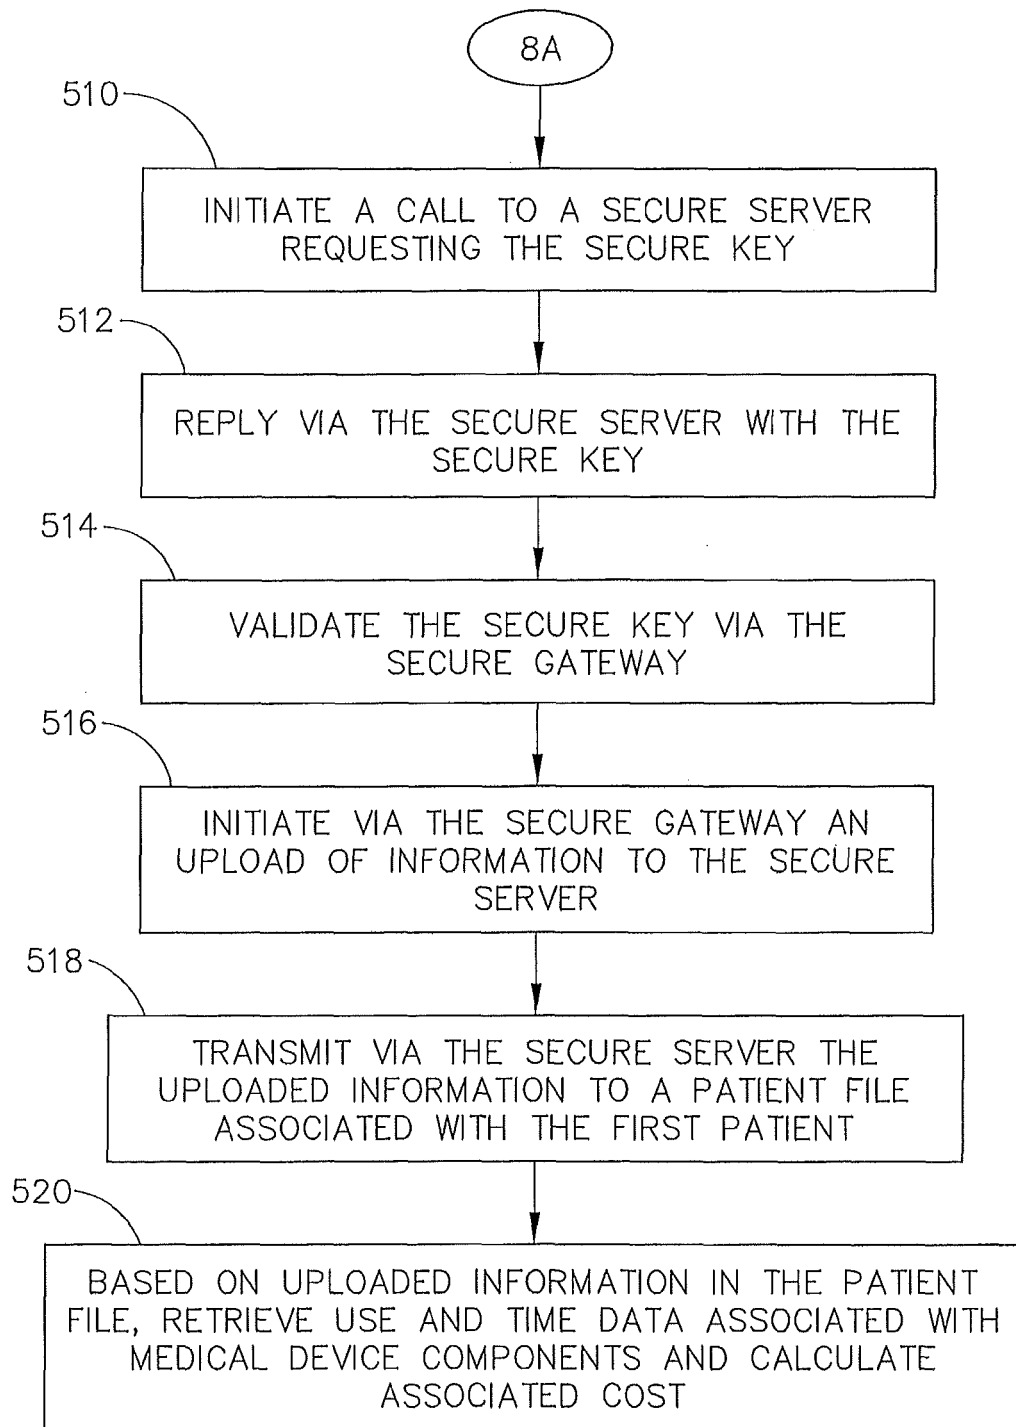 8A
510
INITIATE A CALL TO A SECURE SERVER
REQUESTING THE SECURE KEY
512
REPLY VIA THE SECURE SERVER WITH THE
SECURE KEY
514
VALIDATE THE SECURE KEY VIA THE
SECURE GATEWAY
516
INITIATE VIA THE SECURE GATEWAY AN
UPLOAD OF INFORMATION TO THE SECURE
SERVER
518
TRANSMIT VIA THE SECURE SERVER THE
UPLOADED INFORMATION TO A PATIENT FILE
ASSOCIATED WITH THE FIRST PATIENT
520
BASED ON UPLOADED INFORMATION IN THE PATIENT
FILE, RETRIEVE USE AND TIME DATA ASSOCIATED WITH
MEDICAL DEVICE COMPONENTS AND CALCULATE
ASSOCIATED COST